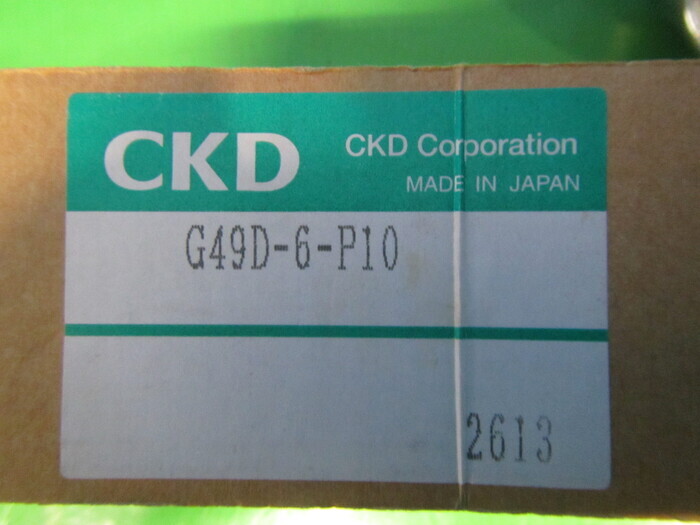 CKD
CKD Corporation
MADE IN JAPAN
G49D-6-P10
2613